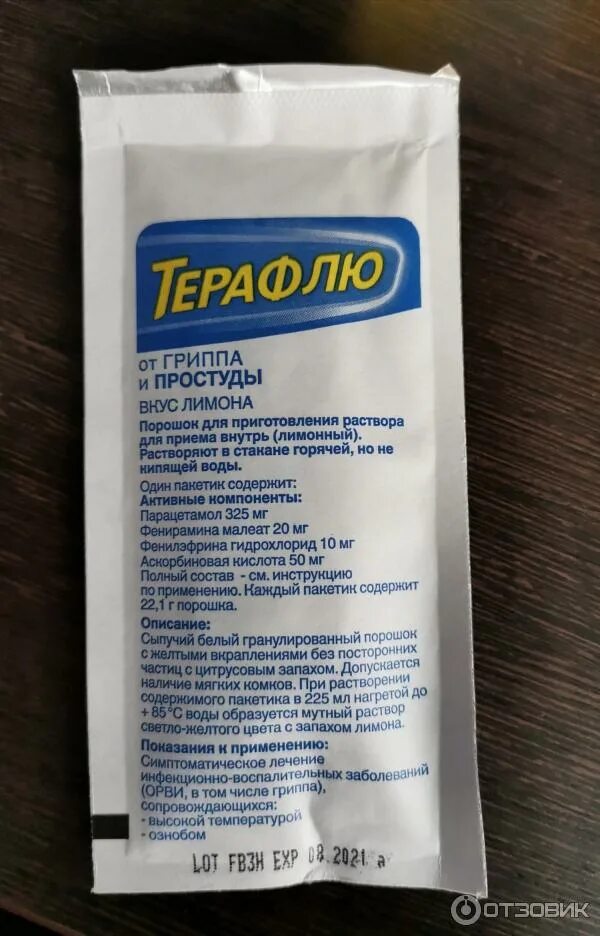 ТЕРАФЛЮ
от ГРИППА
и ПРОСТУДЫ
ВКУС ЛИМОНА
Порошок для приготовления раствора
для приема внутрь (лимонный).
Растворяют в стакане горячей, но не
кипящей воды.
Один пакетик содержит:
Активные компоненты:
Парацетамол 325 мг
Фенирамина малеат 20 мг
Фенилэфрина гидрохлорид 10 мг
Аскорбиновая кислота 50 мг
Полный состав - см. инструкцию
по применению. Каждый пакетик содержит
22,1 г порошка.
Описание:
Сыпучий белый гранулированный порошок
с желтыми вкраплениями без посторонних
частиц с цитрусовым запахом. Допускается
наличие мягких комков. При растворении
содержимого пакетика в 225 мл нагретой до
+ 85°C воды образуется мутный раствор
светло-желтого цвета с запахом лимона.
Показания к применению:
Симптоматическое лечение
инфекционно-воспалительных заболеваний
(ОРВИ, в том числе гриппа),
сопровождающихся:
- высокой температурой
- ознобом
LOT FB3H EXP 08.2021 a
ОТЗОВИК